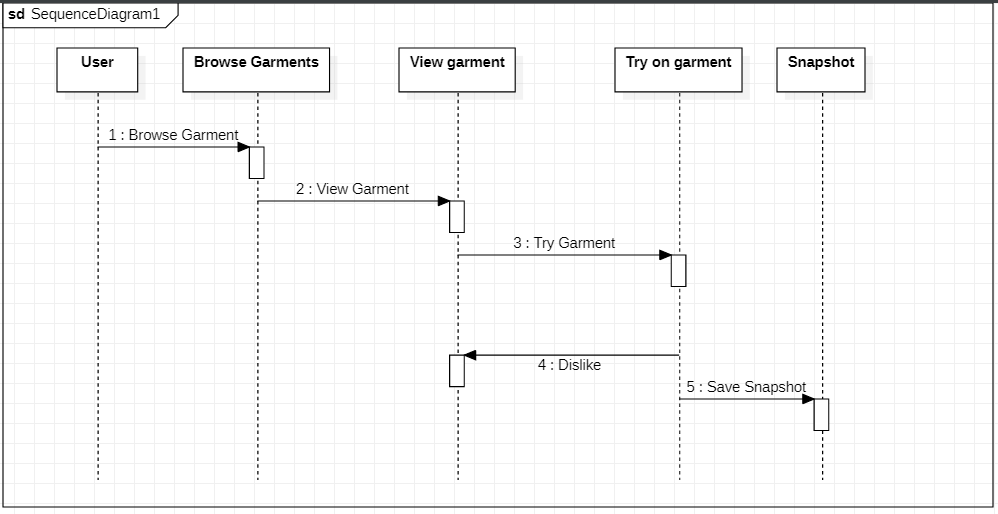 sd SequenceDiagram1
User
Browse Garments
View garment
Try on garment
Snapshot
1 : Browse Garment
2 : View Garment
3 : Try Garment
4 : Dislike
5 : Save Snapshot